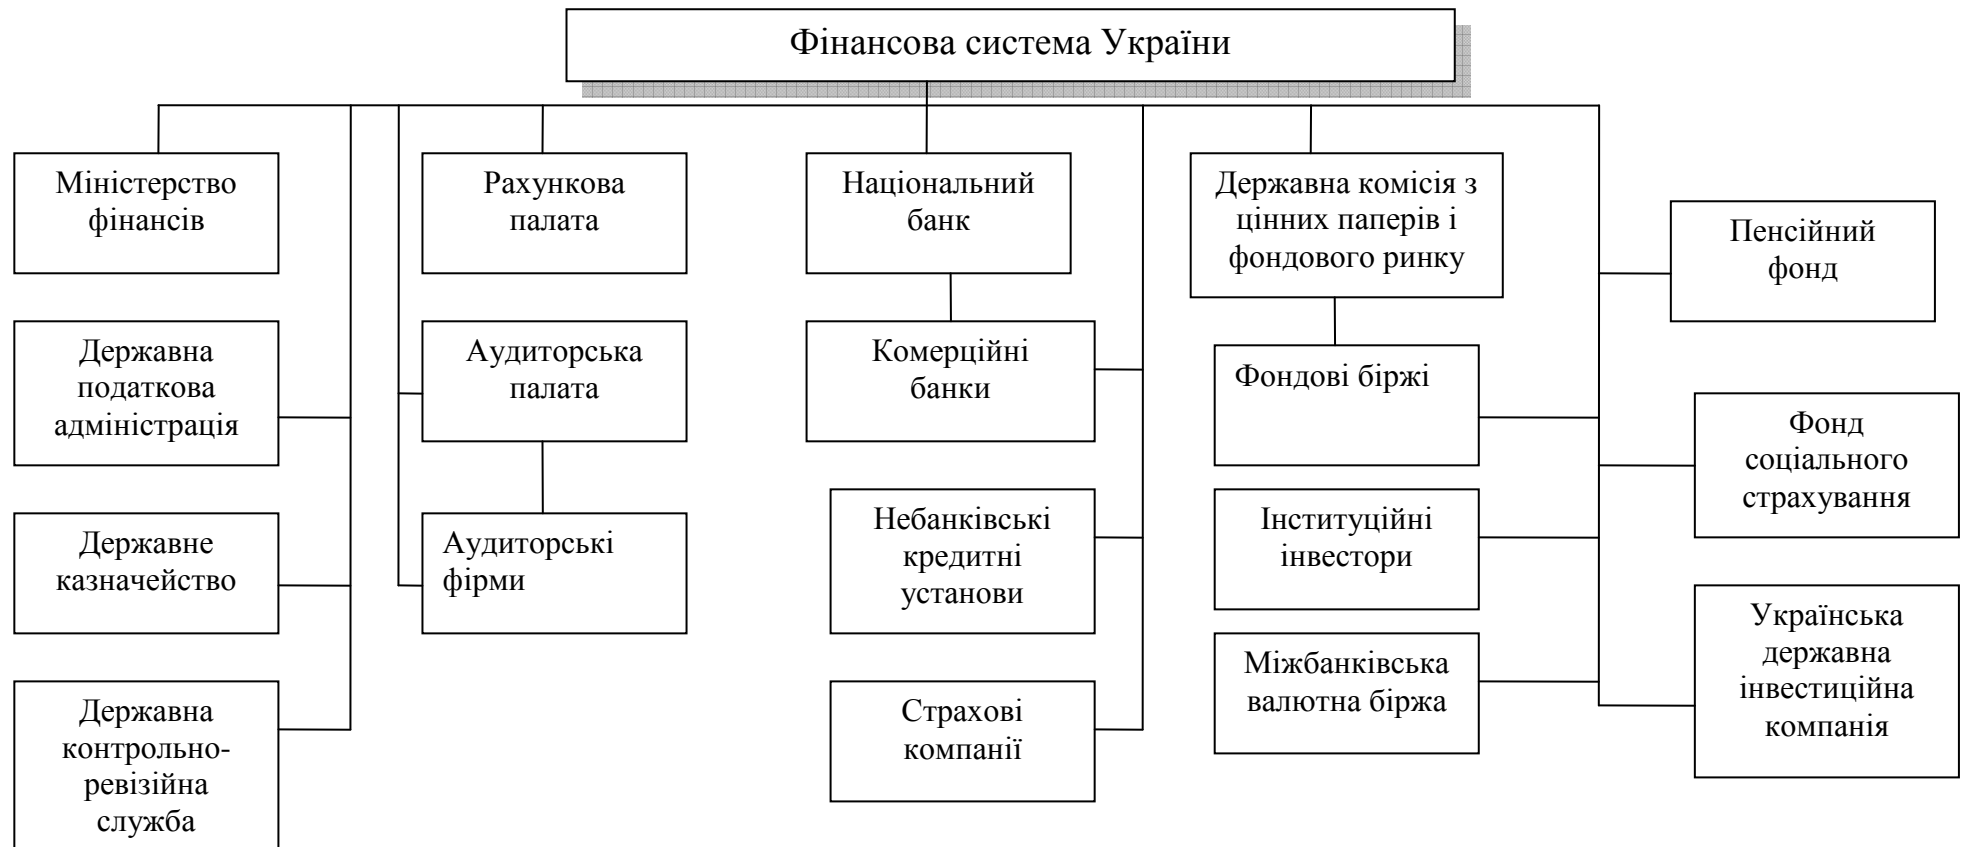 Фінансова система України
Міністерство
фінансів
Державна
податкова
адміністрація
Державне
казначейство
Державна
контрольно-
ревізійна
служба
Рахункова
палата
Аудиторська
палата
Аудиторські
фірми
Національний
банк
Комерційні
банки
Небанківські
кредитні
установи
Страхові
компанії
Державна комісія з
цінних паперів і
фондового ринку
Фондові біржі
Інституційні
інвестори
Міжбанківська
валютна біржа
Пенсійний
фонд
Фонд
соціального
страхування
Українська
державна
інвестиційна
компанія